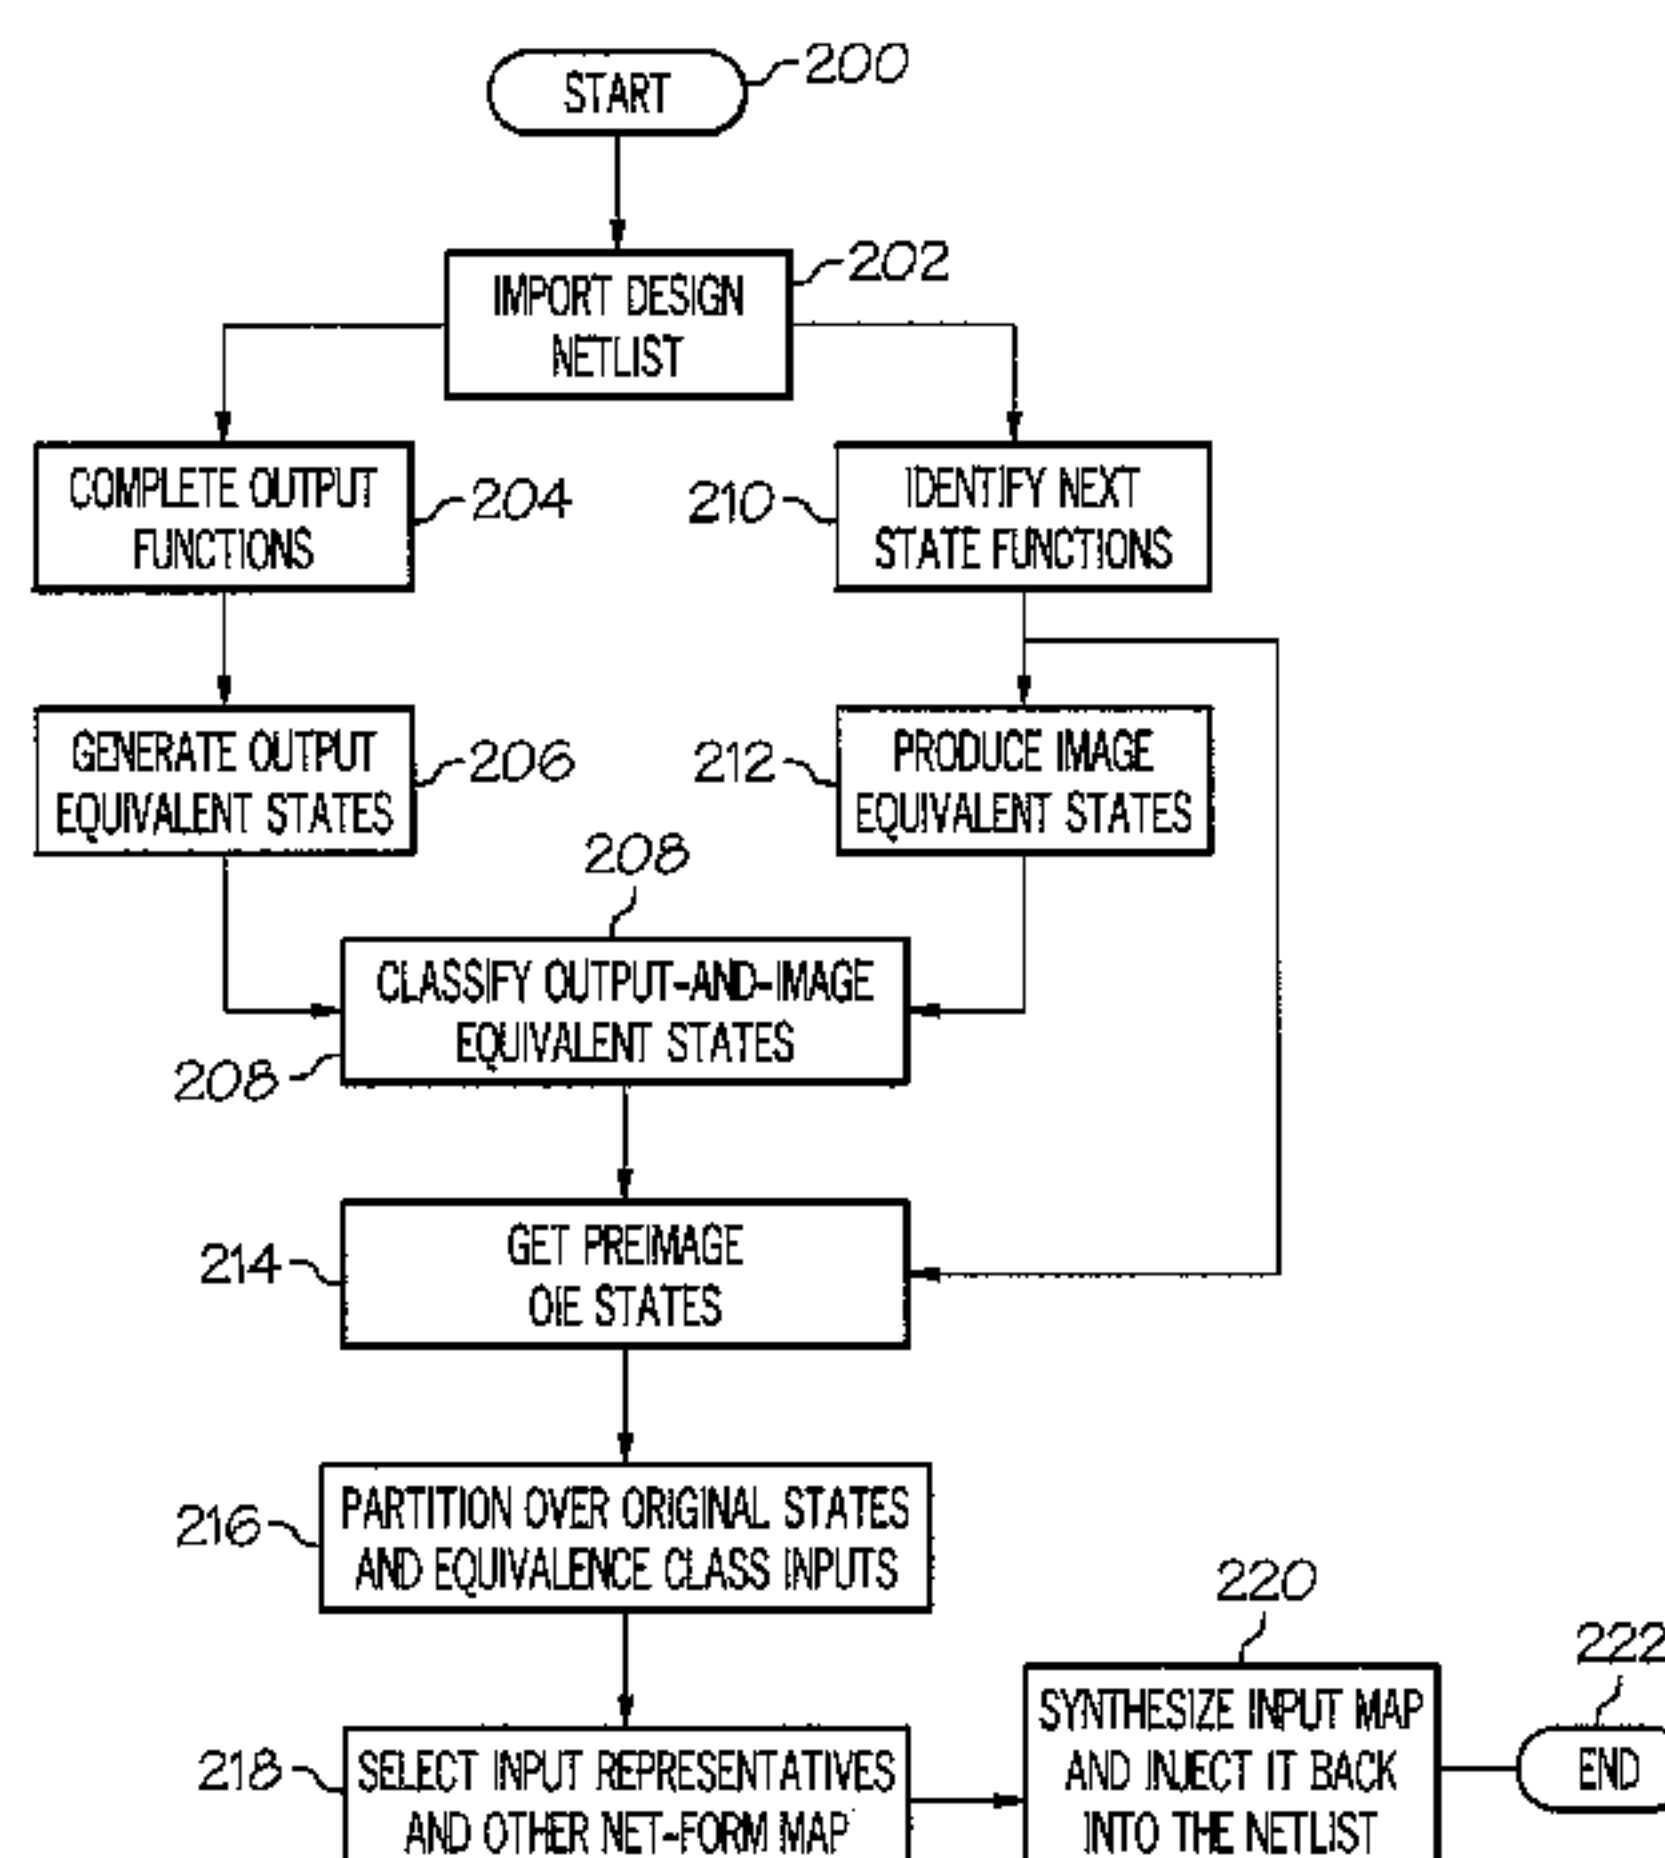 START
200
IMPORT DESIGN
NETLIST
202
COMPLETE OUTPUT
FUNCTIONS
204
210
IDENTIFY NEXT
STATE FUNCTIONS
GENERATE OUTPUT
EQUIVALENT STATES
206
212
PRODUCE IMAGE
EQUIVALENT STATES
208
CLASSIFY OUTPUT-AND-IMAGE
EQUIVALENT STATES
208
214
GET PREIMAGE
OIE STATES
216
PARTITION OVER ORIGINAL STATES
AND EQUIVALENCE CLASS INPUTS
218
SELECT INPUT REPRESENTATIVES
AND OTHER NET-FORM MAP
220
SYNTHESIZE INPUT MAP
AND INJECT IT BACK
INTO THE NETLIST
222
END